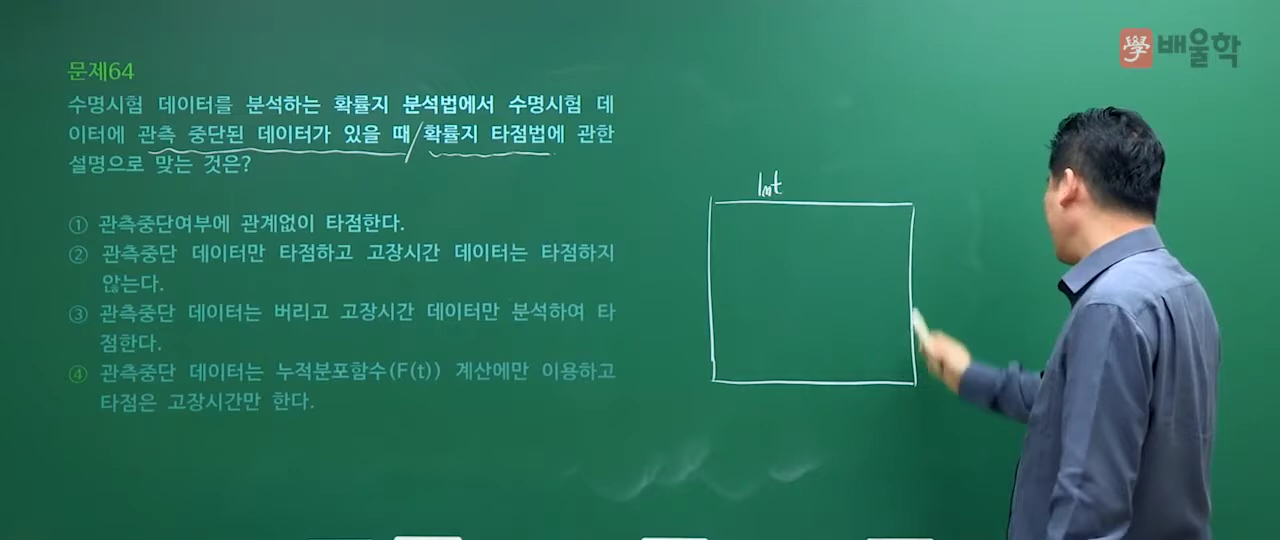 學 배울학
문제64
수명시험 데이터를 분석하는 확률지 분석법에서 수명시험 데
이터에 관측 중단된 데이터가 있을 때/확률지 타점법에 관한
설명으로 맞는 것은?
① 관측중단여부에 관계없이 타점한다.
② 관측중단 데이터만 타점하고 고장시간 데이터는 타점하지
않는다.
③ 관측중단 데이터는 버리고 고장시간 데이터만 분석하여 타
점한다.
④ 관측중단 데이터는 누적분포함수(F(t)) 계산에만 이용하고
타점은 고장시간만 한다.
lnt